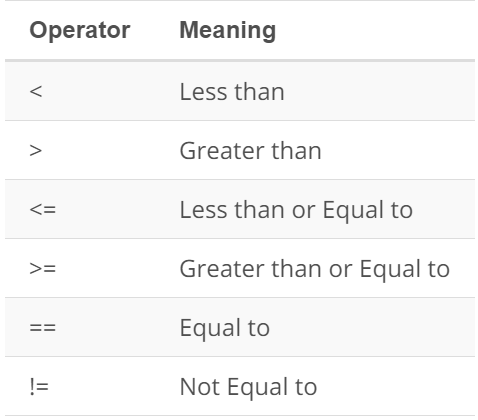 Operator Meaning
< Less than
> Greater than
<= Less than or Equal to
>= Greater than or Equal to
== Equal to
!= Not Equal to